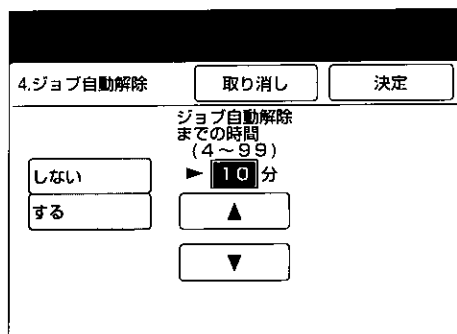 4.ジョブ自動解除
取り消し
決定
ジョブ自動解除
までの時間
(4～99)
しない
► 10 分
する
▲
▼